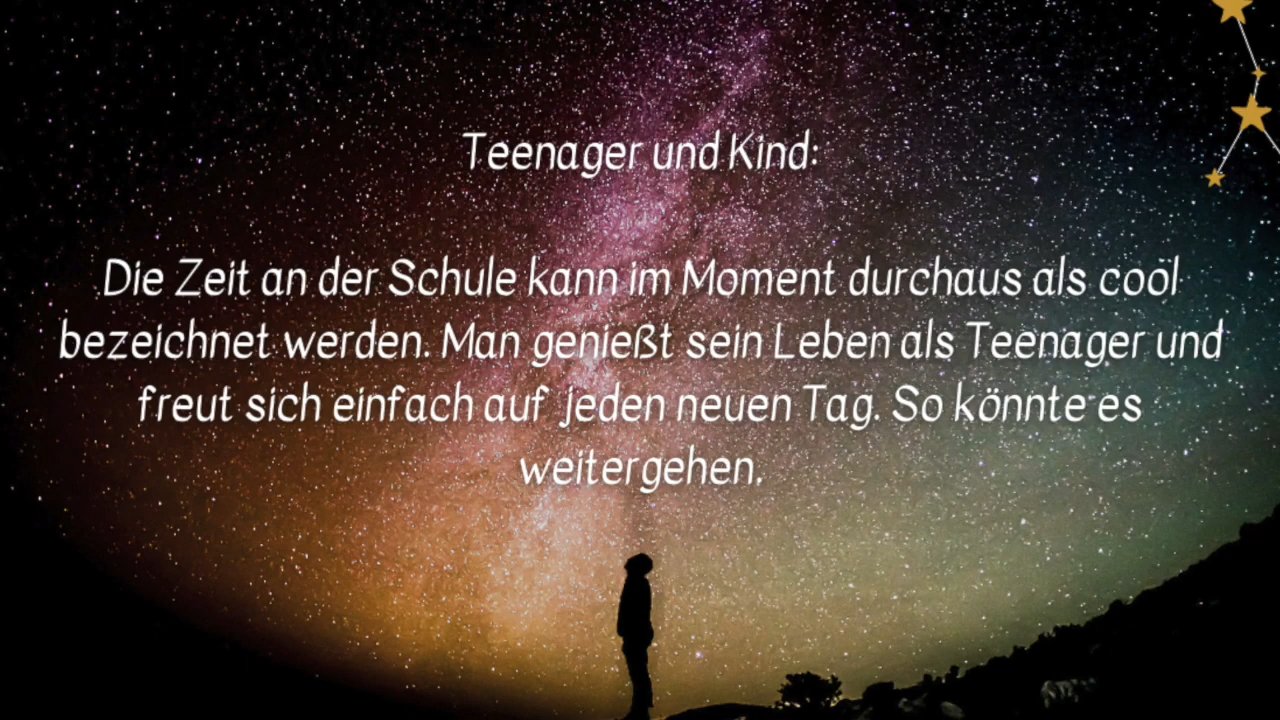 Teenager und Kind:
Die Zeit an der Schule kann im Moment durchaus als cool
bezeichnet werden. Man genießt sein Leben als Teenager und
freut sich einfach auf jeden neuen Tag. So könnte es
weitergehen.